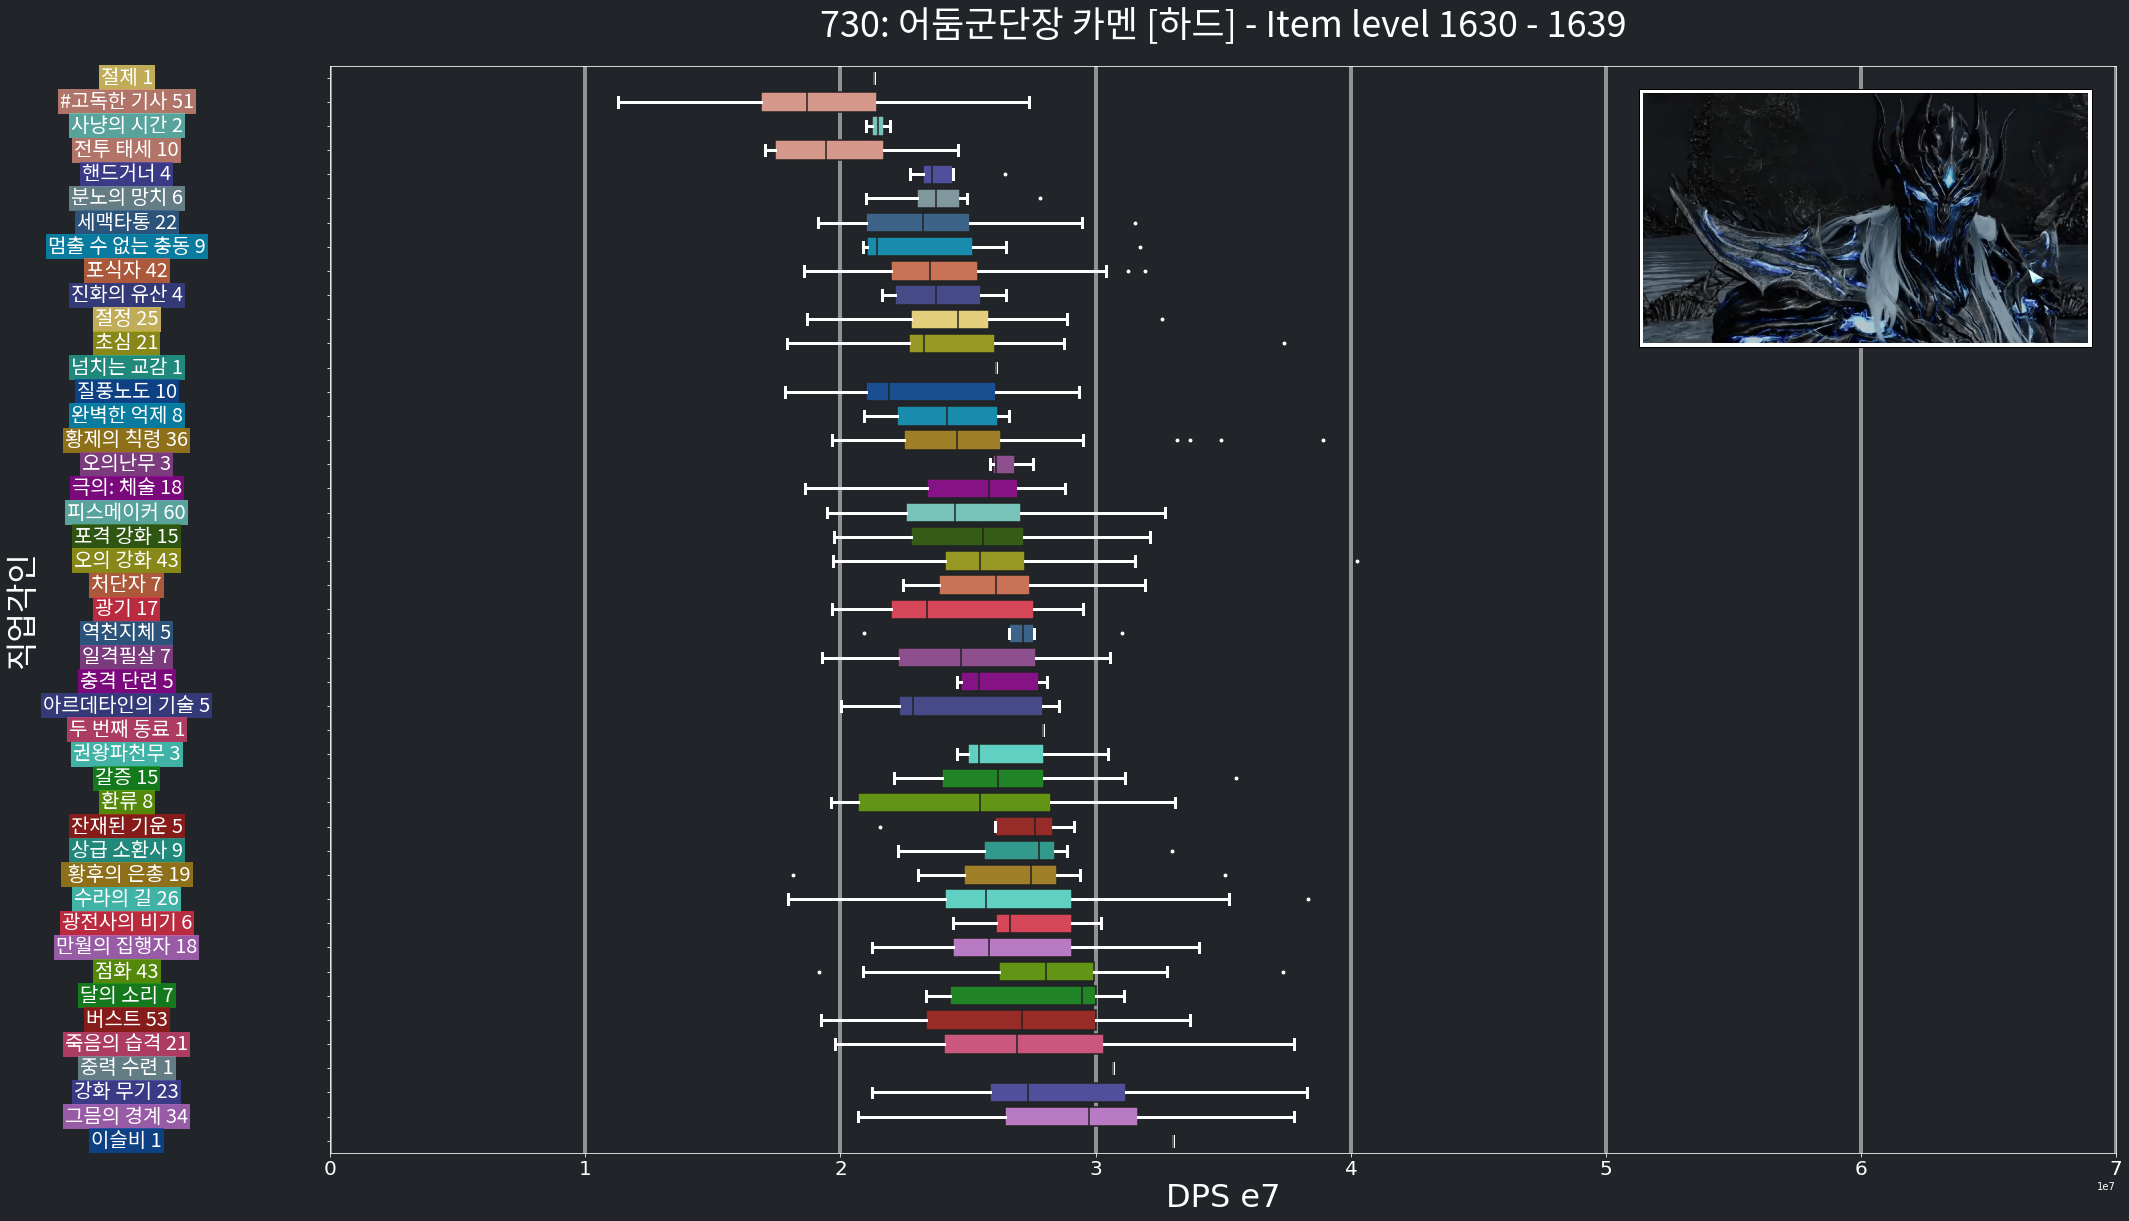 730: 어둠군단장 카멘 [하드] - Item level 1630 - 1639
직업각인
절제 1
#고독한 기사 51
사냥의 시간 2
전투 태세 10
핸드거너 4
분노의 망치 6
세맥타통 22
멈출 수 없는 충동 9
포식자 42
진화의 유산 4
절정 25
초심 21
넘치는 교감 1
질풍노도 10
완벽한 억제 8
황제의 칙령 36
오의난무 3
극의: 체술 18
피스메이커 60
포격 강화 15
오의 강화 43
처단자 7
광기 17
역천지체 5
일격필살 7
충격 단련 5
아르데타인의 기술 5
두 번째 동료 1
권왕파천무 3
갈증 15
환류 8
잔재된 기운 5
상급 소환사 9
황후의 은총 19
수라의 길 26
광전사의 비기 6
만월의 집행자 18
점화 43
달의 소리 7
버스트 53
죽음의 습격 21
중력 수련 1
강화 무기 23
그믐의 경계 34
이슬비 1
0 1 2 3 4 5 6 7
1e7
DPS e7